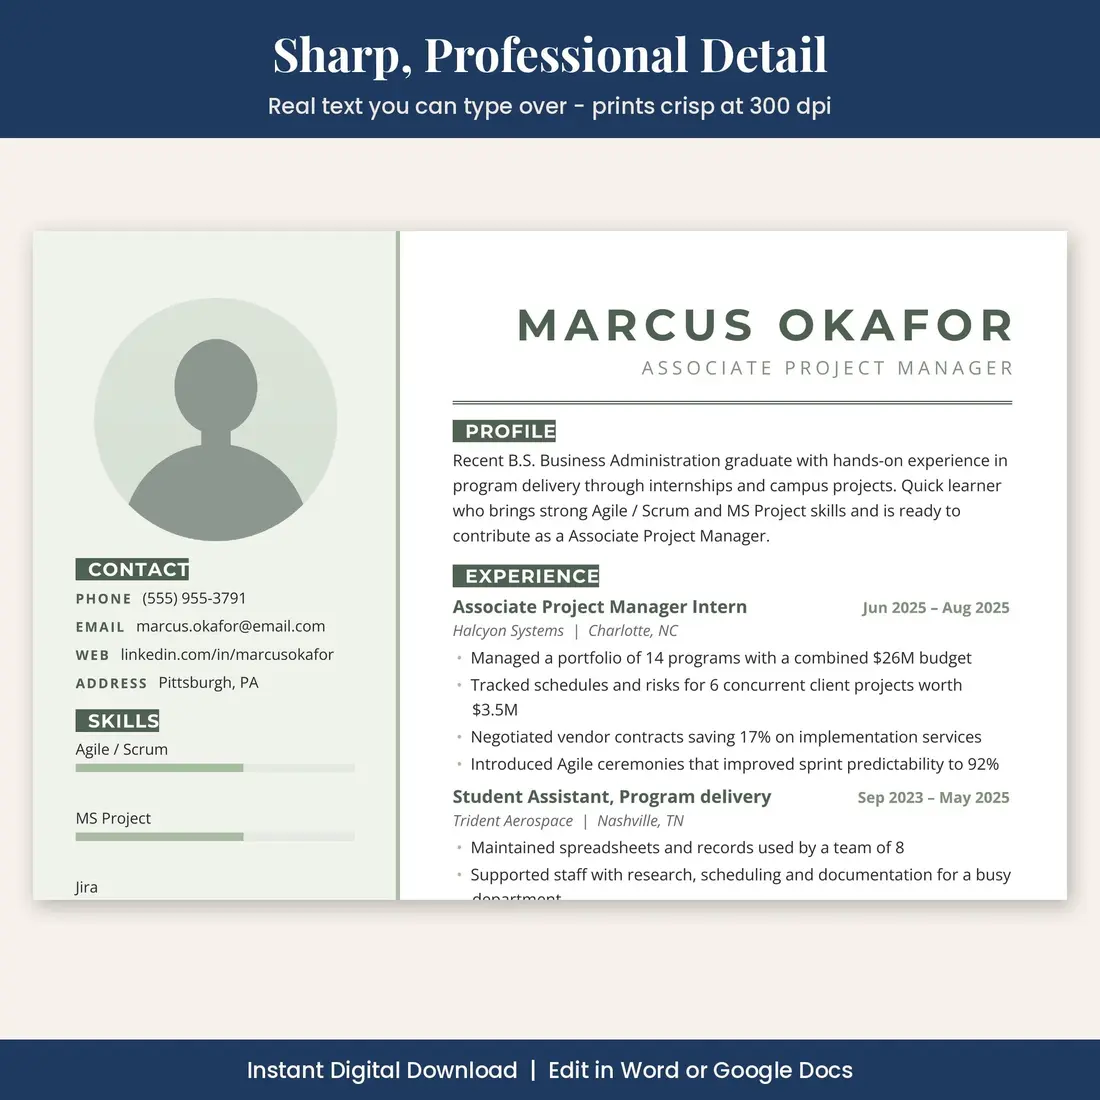 Sharp, Professional Detail
Real text you can type over - prints crisp at 300 dpi
CONTACT
PHONE (555) 955-3791
EMAIL marcus.okafor@email.com
WEB linkedin.com/in/marcusokafor
ADDRESS Pittsburgh, PA
SKILLS
Agile / Scrum
MS Project
Jira
MARCUS OKAFOR
ASSOCIATE PROJECT MANAGER
PROFILE
Recent B.S. Business Administration graduate with hands-on experience in
program delivery through internships and campus projects. Quick learner
who brings strong Agile / Scrum and MS Project skills and is ready to
contribute as a Associate Project Manager.
EXPERIENCE
Associate Project Manager Intern Jun 2025 – Aug 2025
Halcyon Systems | Charlotte, NC
• Managed a portfolio of 14 programs with a combined $26M budget
• Tracked schedules and risks for 6 concurrent client projects worth
$3.5M
• Negotiated vendor contracts saving 17% on implementation services
• Introduced Agile ceremonies that improved sprint predictability to 92%
Student Assistant, Program delivery Sep 2023 – May 2025
Trident Aerospace | Nashville, TN
• Maintained spreadsheets and records used by a team of 8
• Supported staff with research, scheduling and documentation for a busy
department
Instant Digital Download | Edit in Word or Google Docs